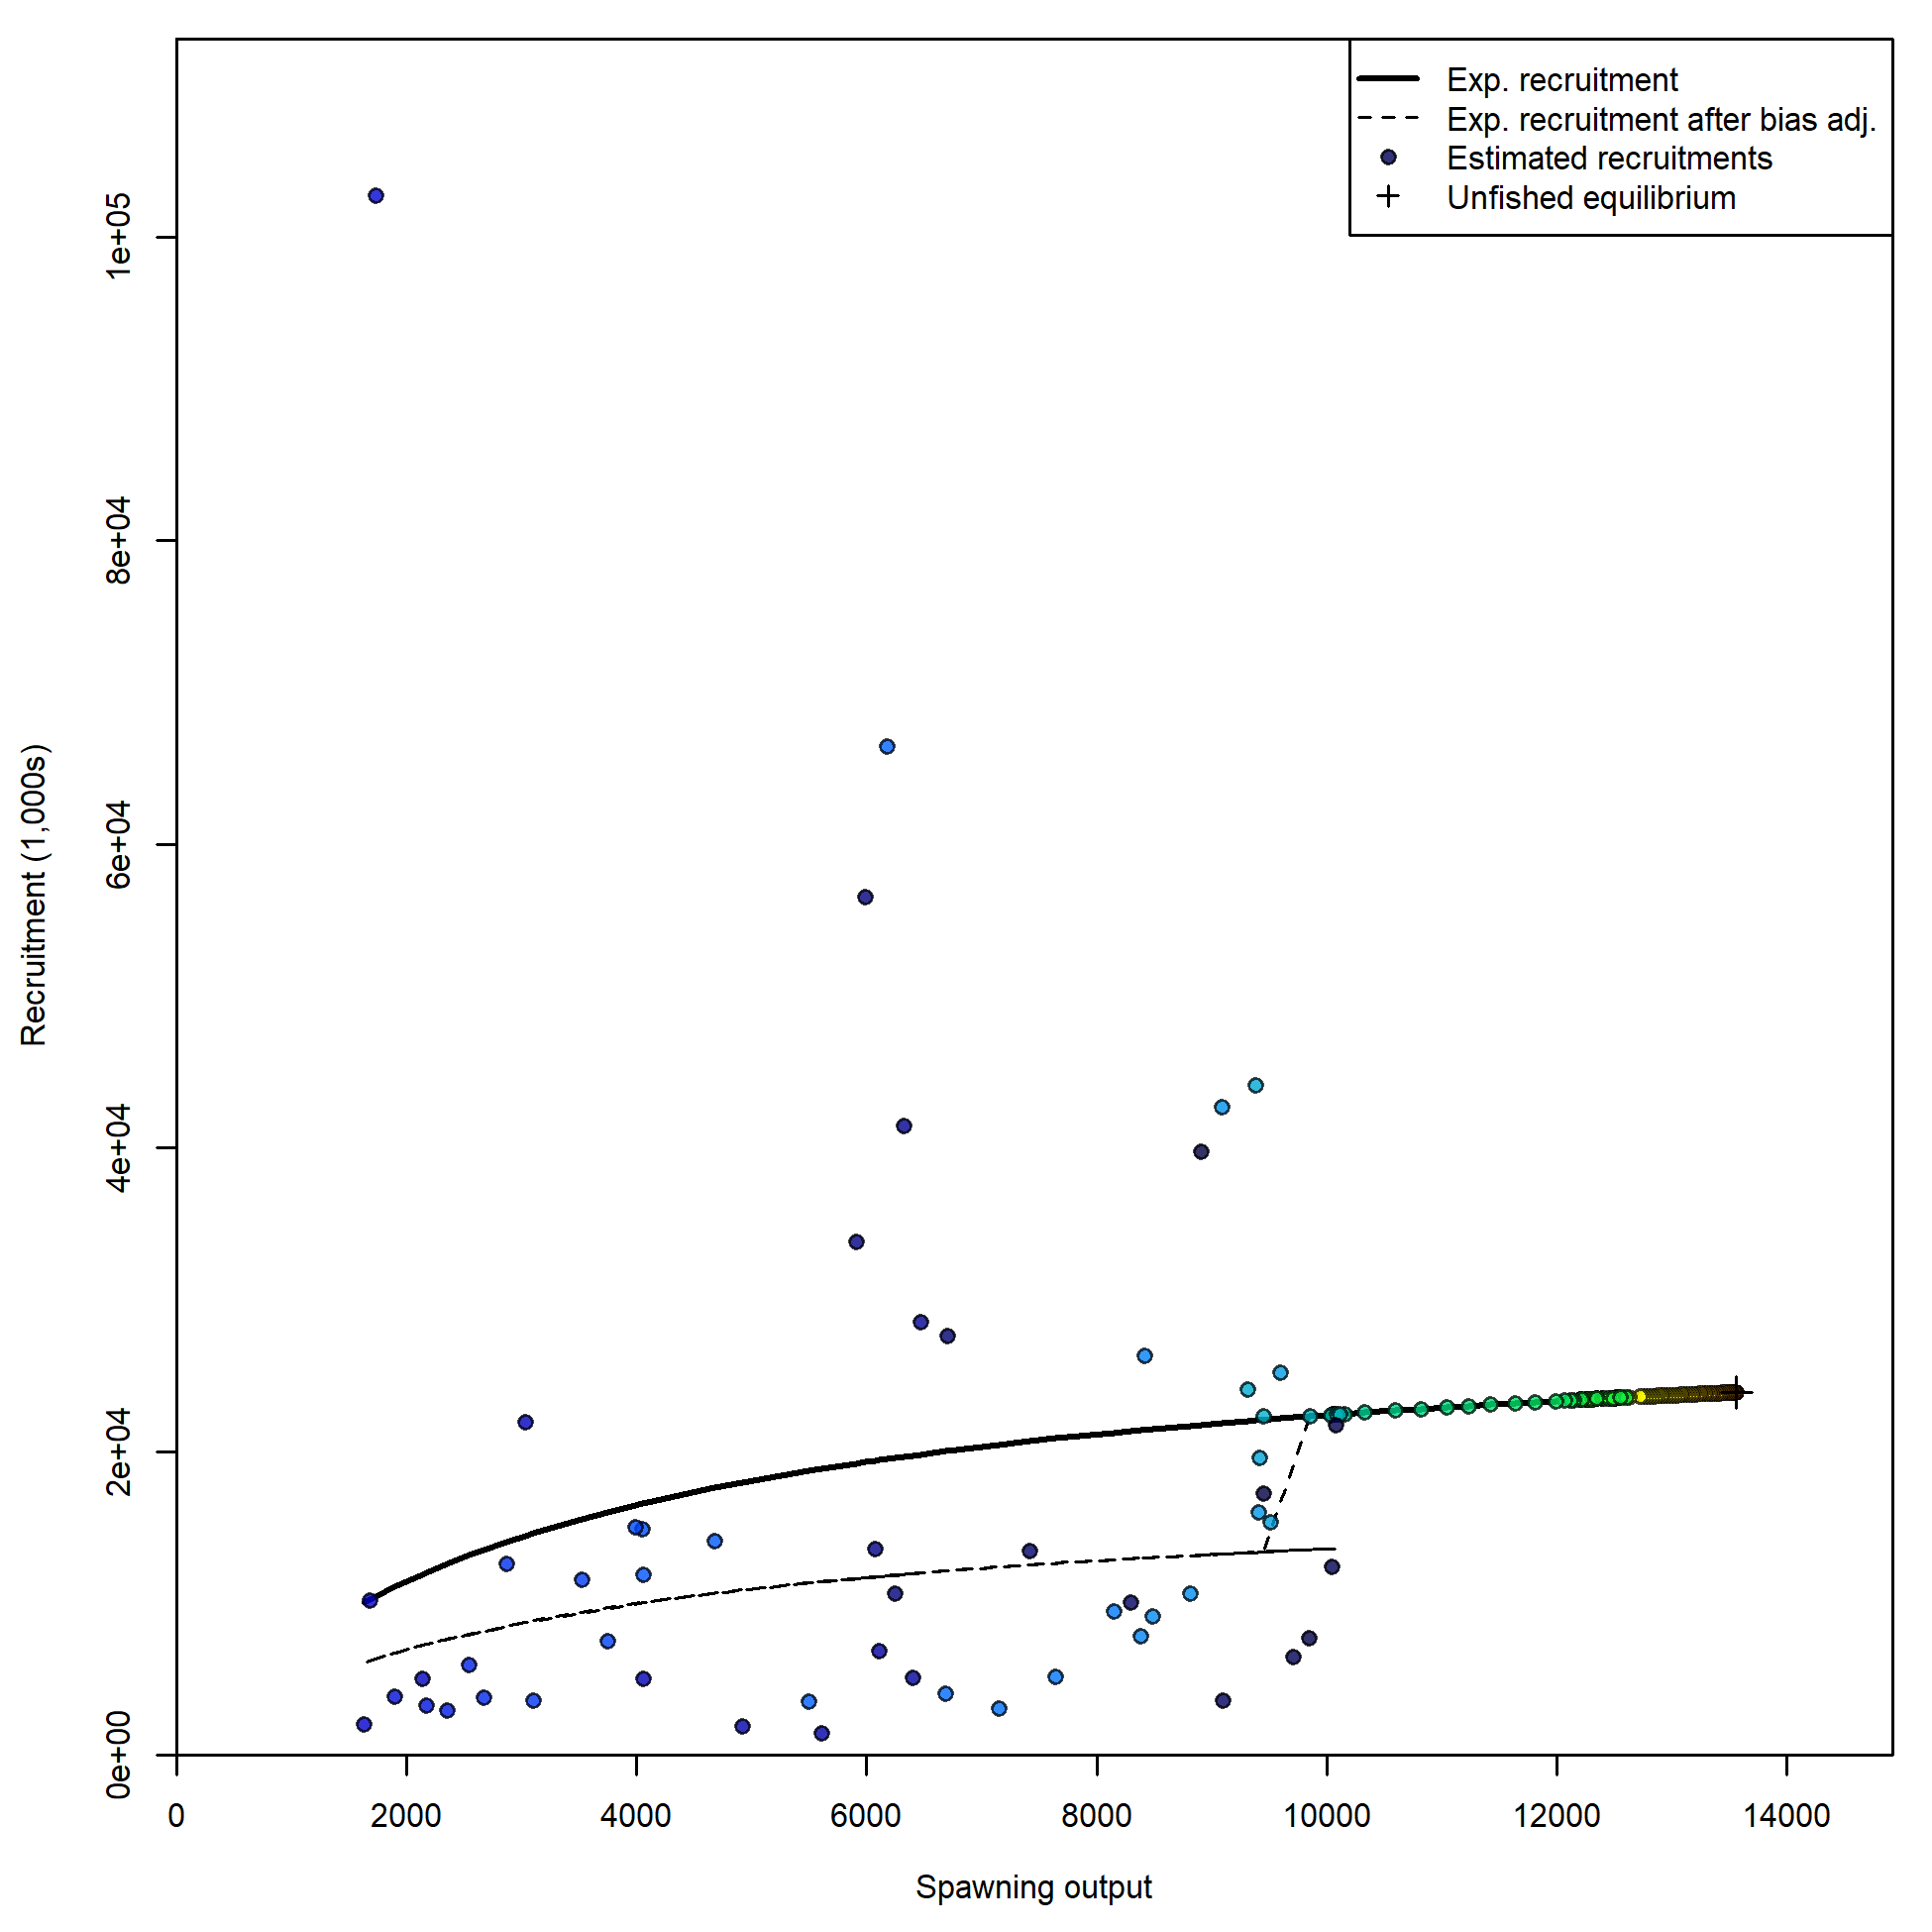 Exp. recruitment
Exp. recruitment after bias adj.
Estimated recruitments
Unfished equilibrium
1e+05
8e+04
6e+04
4e+04
2e+04
0e+00
Recruitment (1,000s)
0 2000 4000 6000 8000 10000 12000 14000
Spawning output